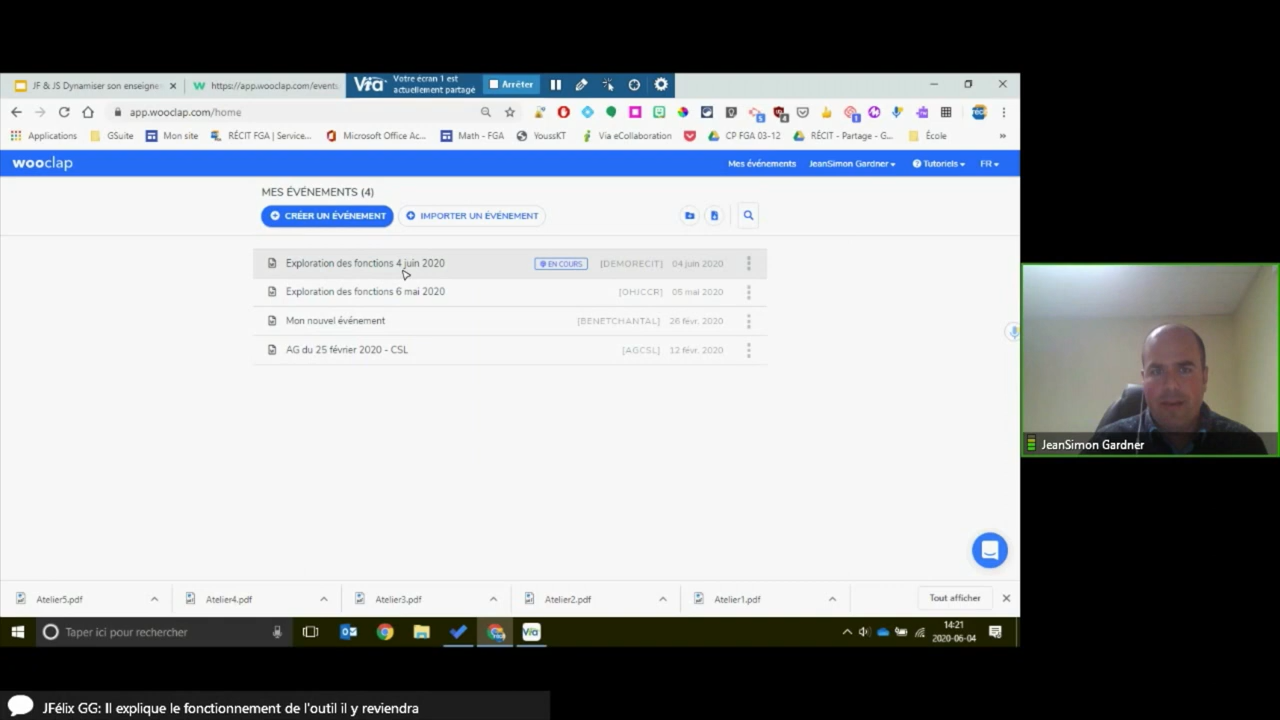 JF & JS Dynamiser son enseigne
https://app.wooclap.com/events
Via
Votre écran 1 est
actuellement partagé
Arrêter
app.wooclap.com/home
Applications
GSuite
Mon site
RÉCIT FGA | Service...
Microsoft Office Ac...
Math - FGA
YoussKT
Via eCollaboration
CP FGA 03-12
RÉCIT - Partage - G...
École
»
wooclap
Mes événements
JeanSimon Gardner
Tutoriels
FR
MES ÉVÉNEMENTS (4)
CRÉER UN ÉVÉNEMENT
IMPORTER UN ÉVÉNEMENT
Exploration des fonctions 4 juin 2020
EN COURS
[DEMORECIT]
04 juin 2020
Exploration des fonctions 6 mai 2020
[OHJCCR]
05 mai 2020
Mon nouvel événement
[BENETCHANTAL]
26 févr. 2020
AG du 25 février 2020 - CSL
[AGCSL]
12 févr. 2020
JeanSimon Gardner
Atelier5.pdf
Atelier4.pdf
Atelier3.pdf
Atelier2.pdf
Atelier1.pdf
Tout afficher
Taper ici pour rechercher
Via
14:21
2020-06-04
JFélix GG: Il explique le fonctionnement de l'outil il y reviendra